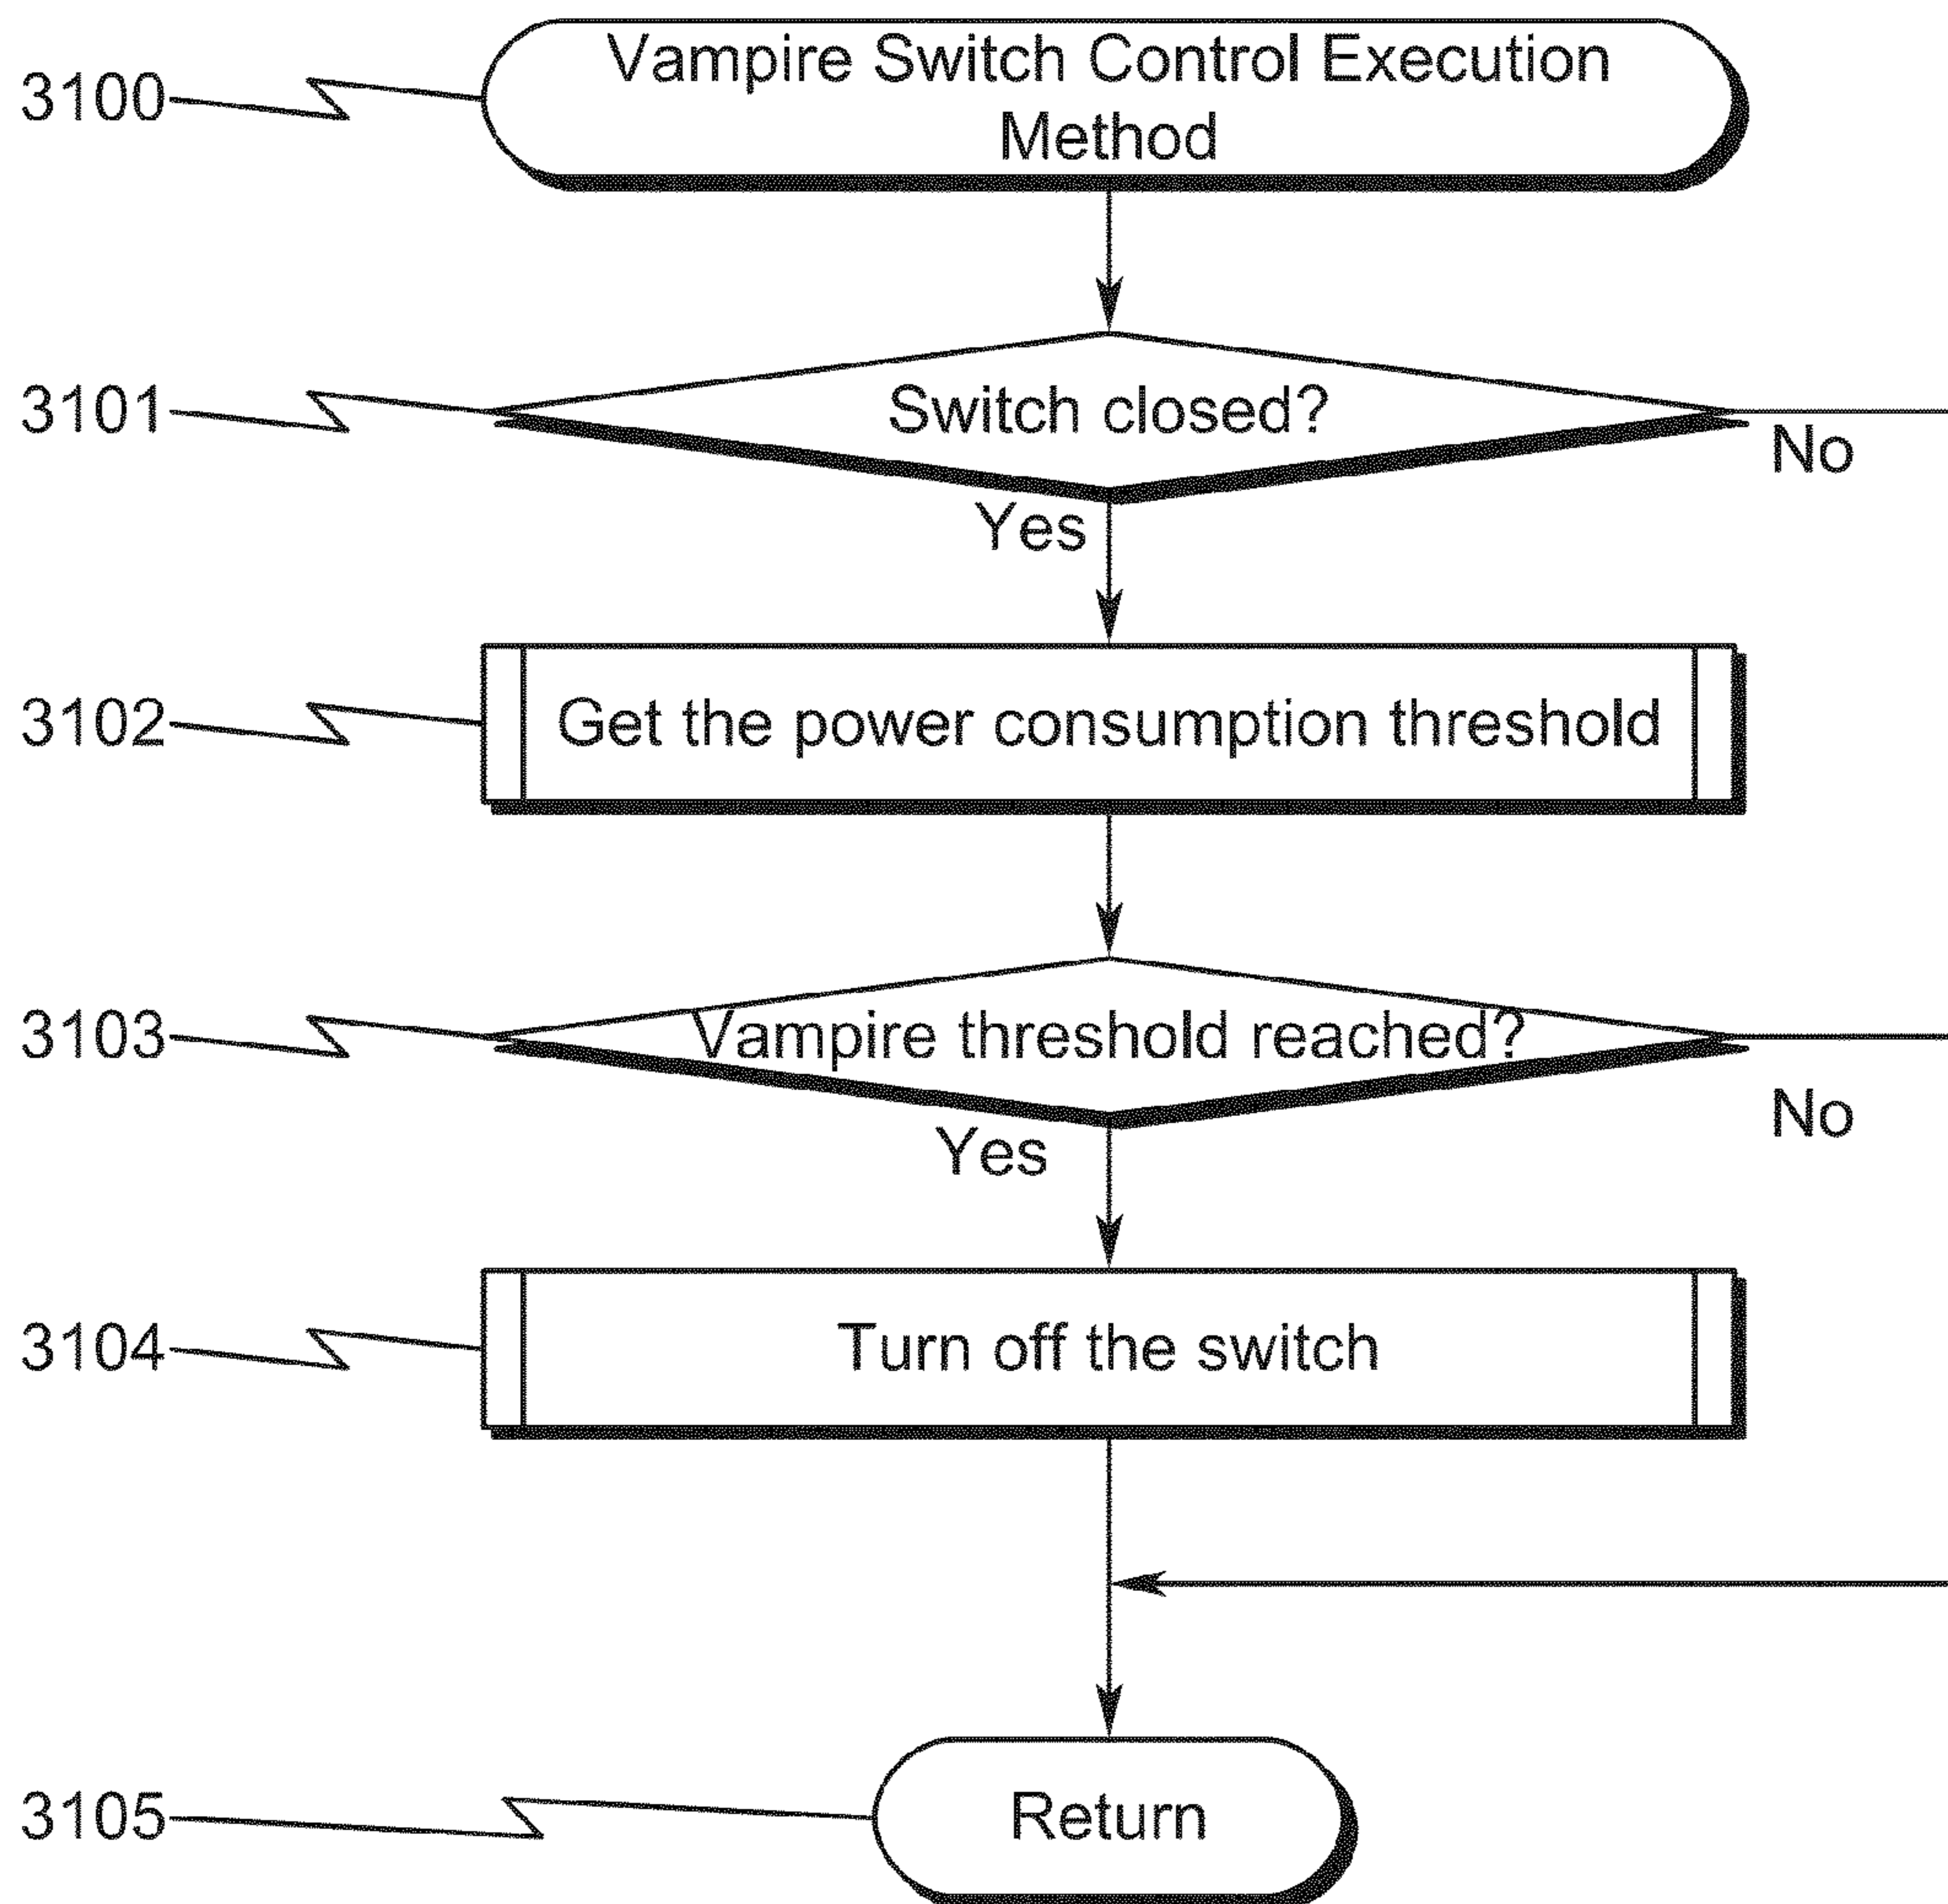 3100
Vampire Switch Control Execution
Method
3101
Switch closed?
No
Yes
3102
Get the power consumption threshold
3103
Vampire threshold reached?
No
Yes
3104
Turn off the switch
3105
Return